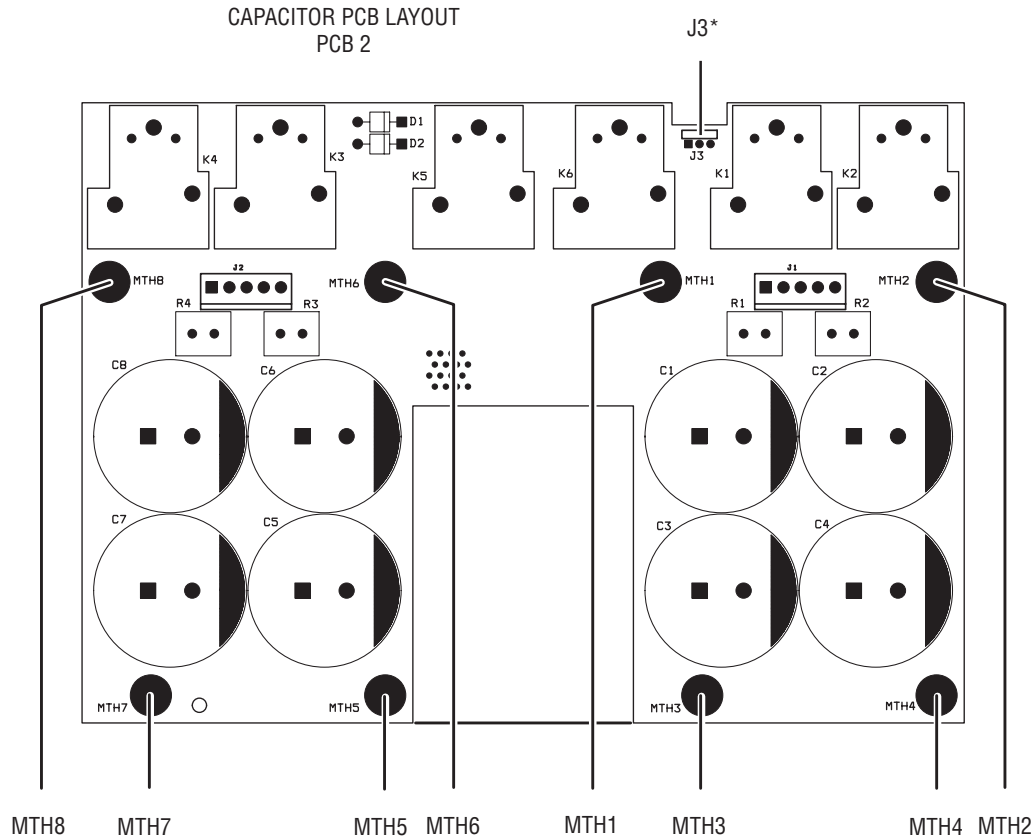 CAPACITOR PCB LAYOUT
PCB 2
J3*
D1
D2
J3
K4
K3
K5
K6
K1
K2
MTH8
J2
MTH6
MTH1
J1
MTH2
R4
R3
R1
R2
C8
C6
C1
C2
C7
C5
C3
C4
MTH7
MTH5
MTH3
MTH4
MTH8
MTH7
MTH5
MTH6
MTH1
MTH3
MTH4
MTH2